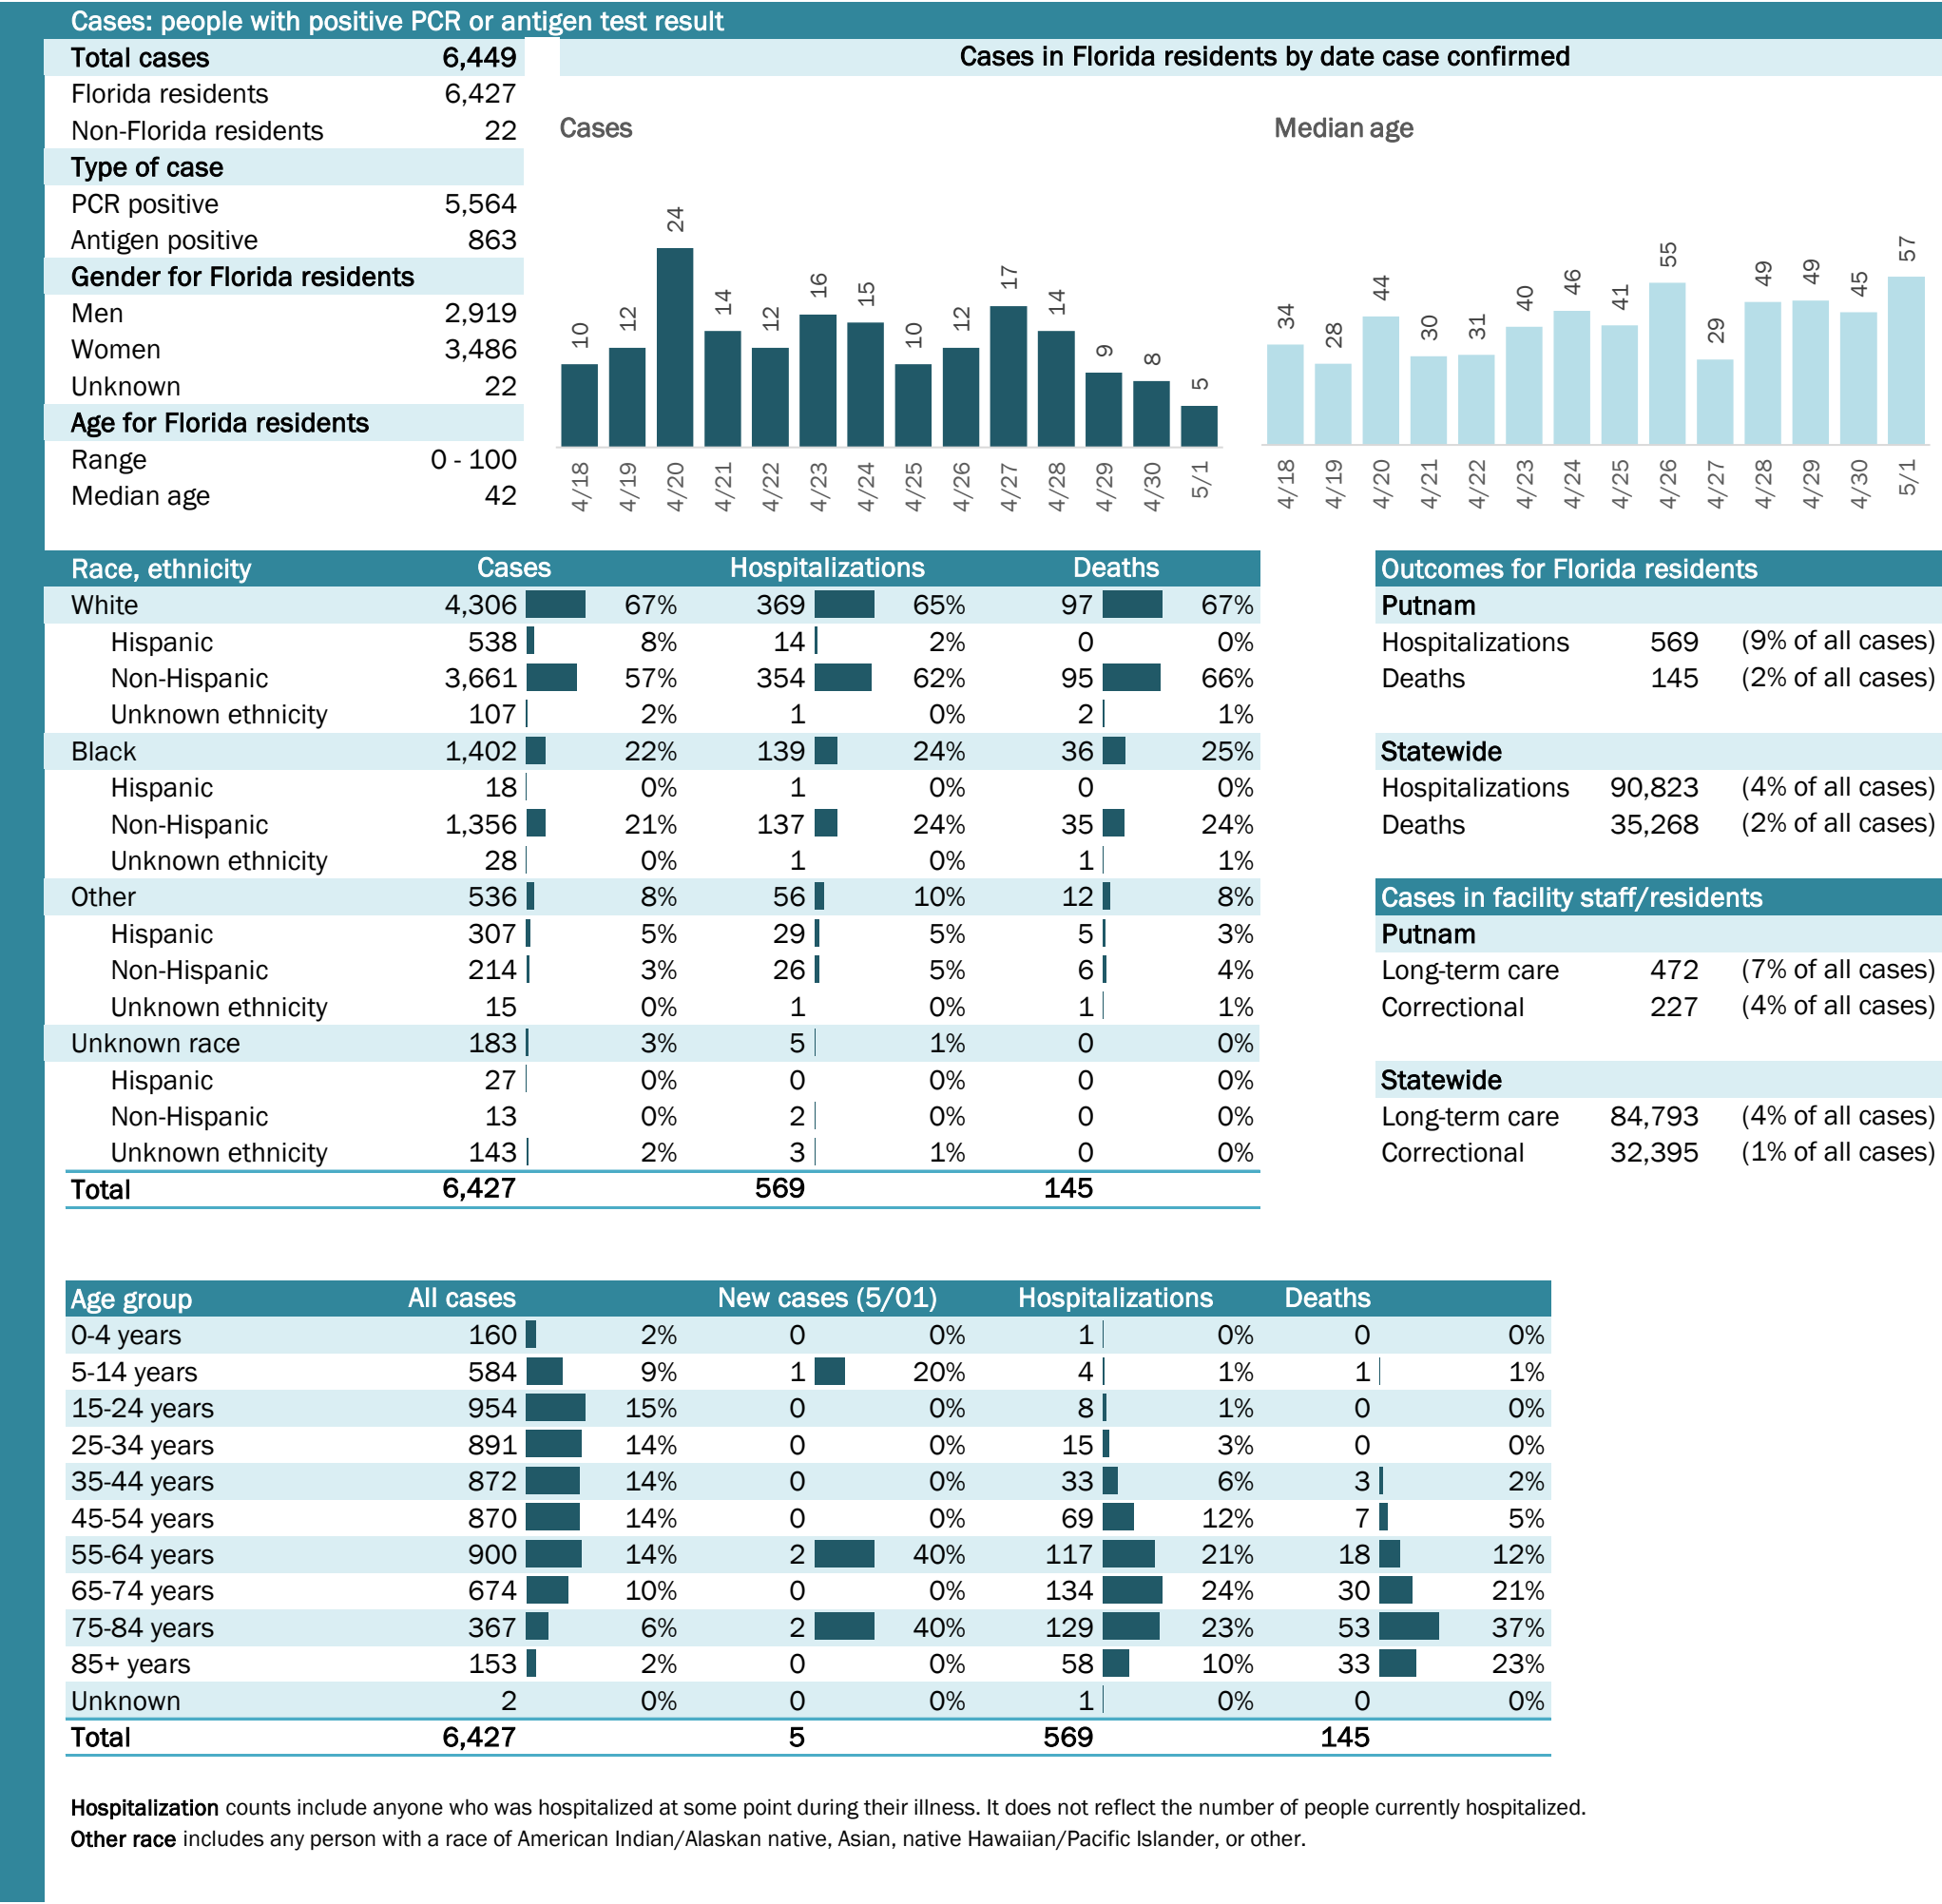 Cases: people with positive PCR or antigen test result
Total cases 6,449
Florida residents 6,427
Non-Florida residents 22
Type of case
PCR positive 5,564
Antigen positive 863
Gender for Florida residents
Men 2,919
Women 3,486
Unknown 22
Age for Florida residents
Range 0 - 100
Median age 42
Cases in Florida residents by date case confirmed
Cases
10 12 24 14 12 16 15 10 12 17 14 9 8 5
4/18 4/19 4/20 4/21 4/22 4/23 4/24 4/25 4/26 4/27 4/28 4/29 4/30 5/1
Median age
34 28 44 30 31 40 46 41 55 29 49 49 45 57
4/18 4/19 4/20 4/21 4/22 4/23 4/24 4/25 4/26 4/27 4/28 4/29 4/30 5/1
Race, ethnicity Cases Hospitalizations Deaths
White 4,306 67% 369 65% 97 67%
Hispanic 538 8% 14 2% 0 0%
Non-Hispanic 3,661 57% 354 62% 95 66%
Unknown ethnicity 107 2% 1 0% 2 1%
Black 1,402 22% 139 24% 36 25%
Hispanic 18 0% 1 0% 0 0%
Non-Hispanic 1,356 21% 137 24% 35 24%
Unknown ethnicity 28 0% 1 0% 1 1%
Other 536 8% 56 10% 12 8%
Hispanic 307 5% 29 5% 5 3%
Non-Hispanic 214 3% 26 5% 6 4%
Unknown ethnicity 15 0% 1 0% 1 1%
Unknown race 183 3% 5 1% 0 0%
Hispanic 27 0% 0 0% 0 0%
Non-Hispanic 13 0% 2 0% 0 0%
Unknown ethnicity 143 2% 3 1% 0 0%
Total 6,427 569 145
Outcomes for Florida residents
Putnam
Hospitalizations 569 (9% of all cases)
Deaths 145 (2% of all cases)
Statewide
Hospitalizations 90,823 (4% of all cases)
Deaths 35,268 (2% of all cases)
Cases in facility staff/residents
Putnam
Long-term care 472 (7% of all cases)
Correctional 227 (4% of all cases)
Statewide
Long-term care 84,793 (4% of all cases)
Correctional 32,395 (1% of all cases)
Age group All cases New cases (5/01) Hospitalizations Deaths
0-4 years 160 2% 0 0% 1 0% 0 0%
5-14 years 584 9% 1 20% 4 1% 1 1%
15-24 years 954 15% 0 0% 8 1% 0 0%
25-34 years 891 14% 0 0% 15 3% 0 0%
35-44 years 872 14% 0 0% 33 6% 3 2%
45-54 years 870 14% 0 0% 69 12% 7 5%
55-64 years 900 14% 2 40% 117 21% 18 12%
65-74 years 674 10% 0 0% 134 24% 30 21%
75-84 years 367 6% 2 40% 129 23% 53 37%
85+ years 153 2% 0 0% 58 10% 33 23%
Unknown 2 0% 0 0% 1 0% 0 0%
Total 6,427 5 569 145
Hospitalization counts include anyone who was hospitalized at some point during their illness. It does not reflect the number of people currently hospitalized.
Other race includes any person with a race of American Indian/Alaskan native, Asian, native Hawaiian/Pacific Islander, or other.